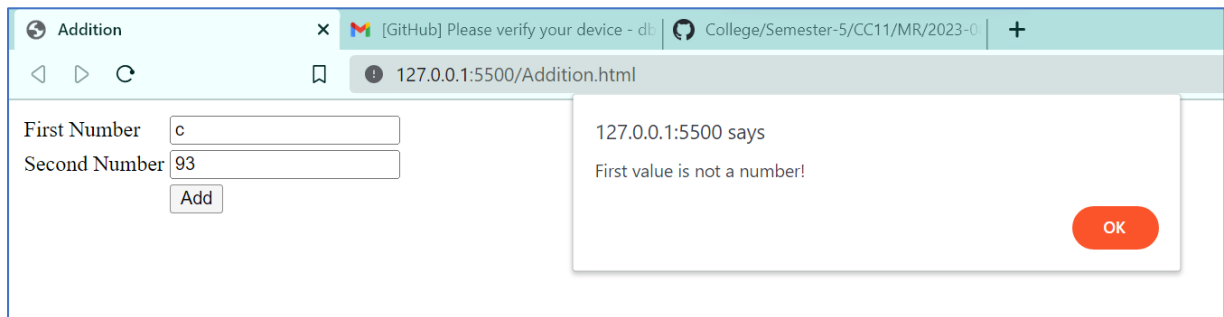 Addition
[GitHub] Please verify your device - db
College/Semester-5/CC11/MR/2023-0
127.0.0.1:5500/Addition.html
First Number c
Second Number 93
Add
127.0.0.1:5500 says
First value is not a number!
OK